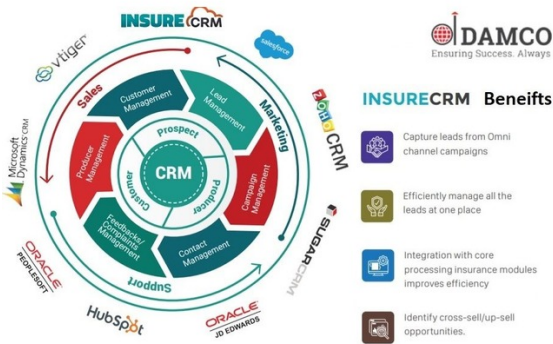 INSURE CRM
salesforce
ZOHO CRM
SUGARCRM
ORACLE
JD EDWARDS
HubSpot
ORACLE
PEOPLESOFT
Microsoft
Dynamics CRM
vtiger
Sales
Marketing
Support
Customer
Management
Lead
Management
Campaign
Management
Contact
Management
Feedbacks/
Complaints
Management
Producer
Management
Prospect
Producer
Customer
CRM
DAMCO
Ensuring Success. Always
INSURECRM Beneifts
Capture leads from Omni
channel campaigns
Efficiently manage all the
leads at one place
Integration with core
processing insurance modules
improves efficiency
Identify cross-sell/up-sell
opportunities.